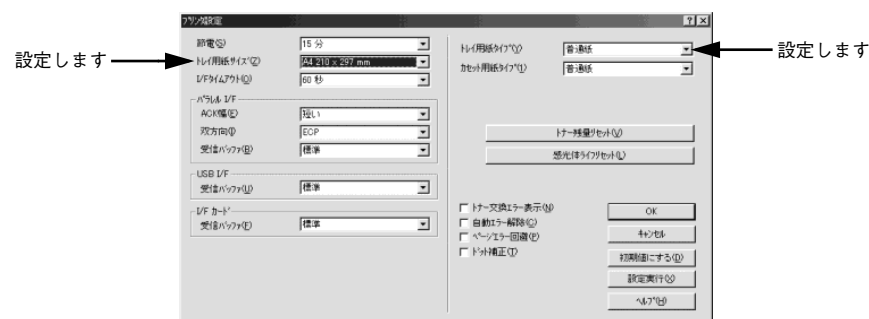 プリンタ設定
節電(S) 15 分
設定します
トレイ用紙サイズ(Z) A4 210 x 297 mm
I/Fタイムアウト(O) 60 秒
パラレル I/F
ACK幅(E) 短い
双方向(I) ECP
受信バッファ(B) 標準
USB I/F
受信バッファ(U) 標準
I/F カード
受信バッファ(F) 標準
トレイ用紙タイプ(Y) 普通紙
設定します
カセット用紙タイプ(1) 普通紙
トナー残量リセット(V)
感光体ライフリセット(L)
トナー交換エラー表示(N)
自動エラー解除(C)
ページエラー回避(P)
ドット補正(T)
OK
キャンセル
初期値にする(D)
設定実行(X)
ヘルプ(H)